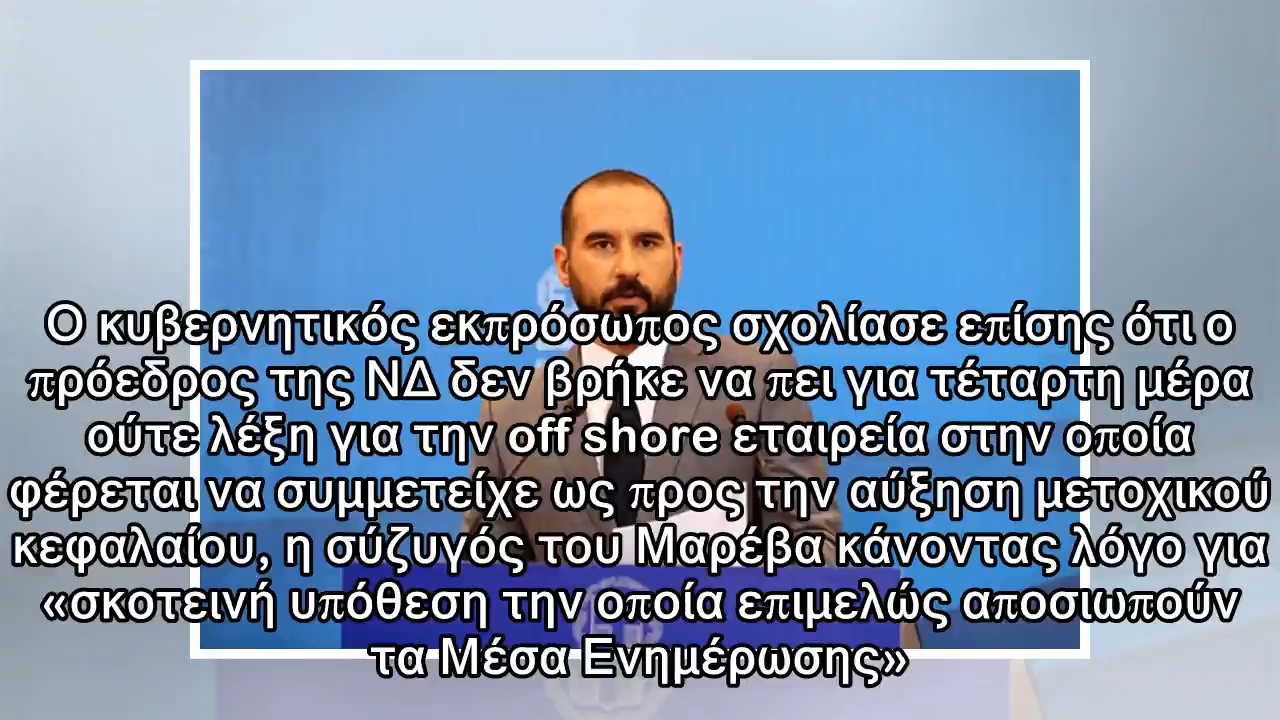 Ο κυβερνητικός εκπρόσωπος σχολίασε επίσης ότι ο
πρόεδρος της ΝΔ δεν βρήκε να πει για τέταρτη μέρα
ούτε λέξη για την off shore εταιρεία στην οποία
φέρεται να συμμετείχε ως προς την αύξηση μετοχικού
κεφαλαίου, η σύζυγός του Μαρέβα κάνοντας λόγο για
«σκοτεινή υπόθεση την οποία επιμελώς αποσιωπούν
τα Μέσα Ενημέρωσης»